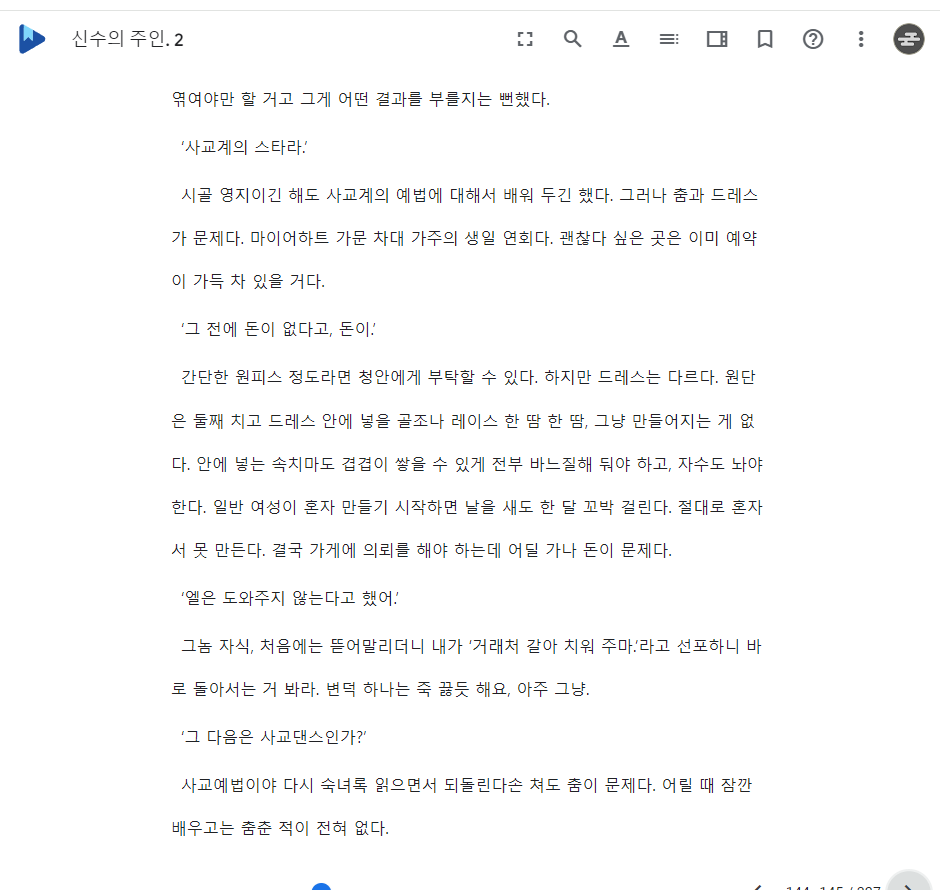 신수의 주인. 2
엮여야만 할 거고 그게 어떤 결과를 부를지는 뻔했다.
‘사교계의 스타라.’
시골 영지이긴 해도 사교계의 예법에 대해서 배워 두긴 했다. 그러나 춤과 드레스
가 문제다. 마이어하트 가문 차대 가주의 생일 연회다. 괜찮다 싶은 곳은 이미 예약
이 가득 차 있을 거다.
‘그 전에 돈이 없다고, 돈이.’
간단한 원피스 정도라면 청안에게 부탁할 수 있다. 하지만 드레스는 다르다. 원단
은 둘째 치고 드레스 안에 넣을 골조나 레이스 한 땀 한 땀, 그냥 만들어지는 게 없
다. 안에 넣는 속치마도 겹겹이 쌓을 수 있게 전부 바느질해 둬야 하고, 자수도 놔야
한다. 일반 여성이 혼자 만들기 시작하면 날을 새도 한 달 꼬박 걸린다. 절대로 혼자
서 못 만든다. 결국 가게에 의뢰를 해야 하는데 어딜 가나 돈이 문제다.
‘엘은 도와주지 않는다고 했어.’
그놈 자식, 처음에는 뜯어말리더니 내가 ‘거래처 갈아 치워 주마.‘라고 선포하니 바
로 돌아서는 거 봐라. 변덕 하나는 죽 끓듯 해요, 아주 그냥.
‘그 다음은 사교댄스인가?’
사교예법이야 다시 숙녀록 읽으면서 되돌린다손 쳐도 춤이 문제다. 어릴 때 잠깐
배우고는 춤춘 적이 전혀 없다.